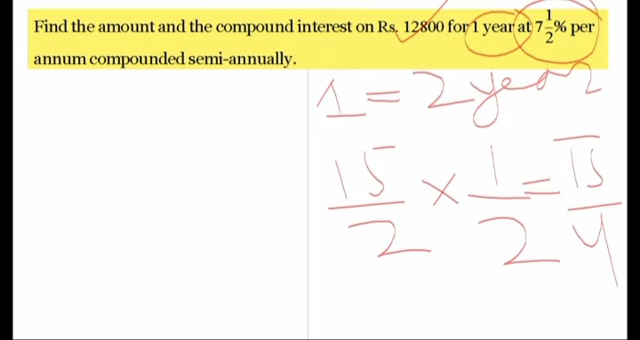 Find the amount and the compound interest on Rs. 12800 for 1 year at 7 1/2 % per
annum compounded semi-annually.
1 = 2 year
15/2 × 1/2 = 15/4